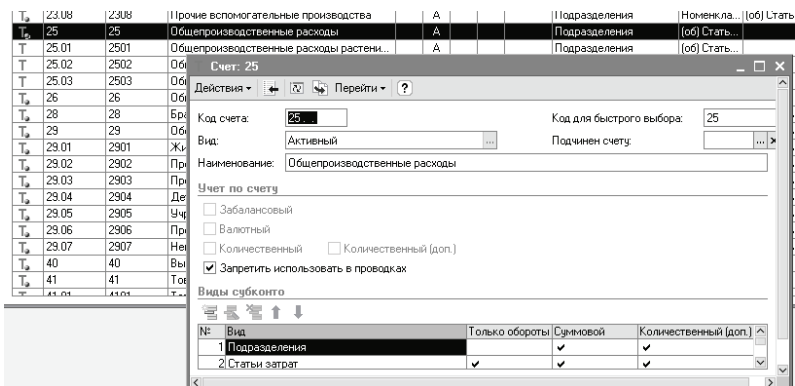 23.08 2308 Прочие вспомогательные производства А Подразделения Номенкла... (об) Стать
25 25 Общепроизводственные расходы А Подразделения (об) Стать...
25.01 2501 Общепроизводственные расходы растени... А Подразделения (об) Стать...
25.02 2502
25.03 2503
26 26
28 28
29 29
29.01 2901
29.02 2902
29.03 2903
29.04 2904
29.05 2905
29.06 2906
29.07 2907
40 40
41 41
41.01 4101
Счет: 25
Действия Перейти ?
Код счета: 25. . Код для быстрого выбора: 25
Вид: Активный ... Подчинен счету: ... x
Наименование: Общепроизводственные расходы
Учет по счету
Забалансовый
Валютный
Количественный Количественный (доп.)
Запретить использовать в проводках
Виды субконто
№ Вид Только обороты Суммовой Количественный (доп.)
1 Подразделения
2 Статьи затрат